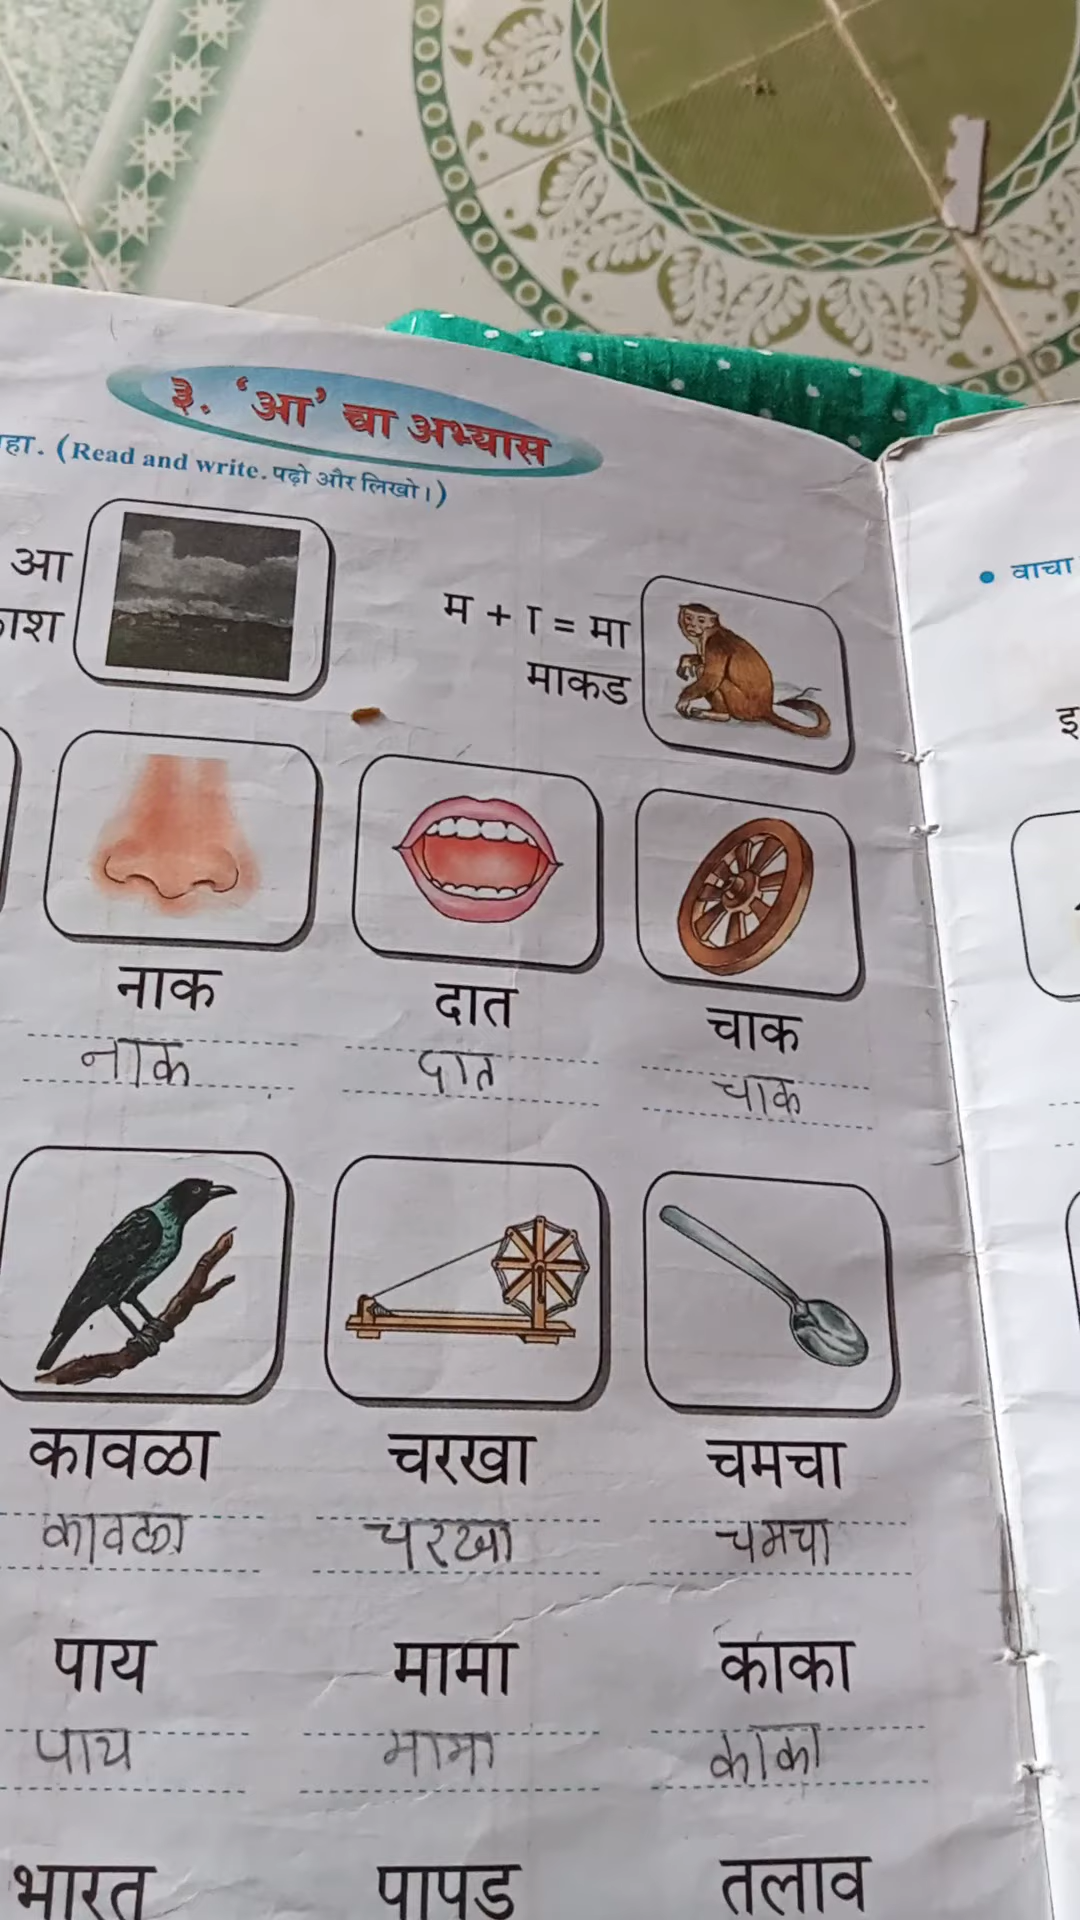 ३. 'आ' चा अभ्यास
(Read and write. पढ़ो और लिखो।)
आ
म + ा = मा
माकड
नाक दात चाक
नाक दात चाक
कावळा चरखा चमचा
कावळा चरखा चमचा
पाय मामा काका
पाय मामा काका
भारत पापड तलाव
• वाचा
इ